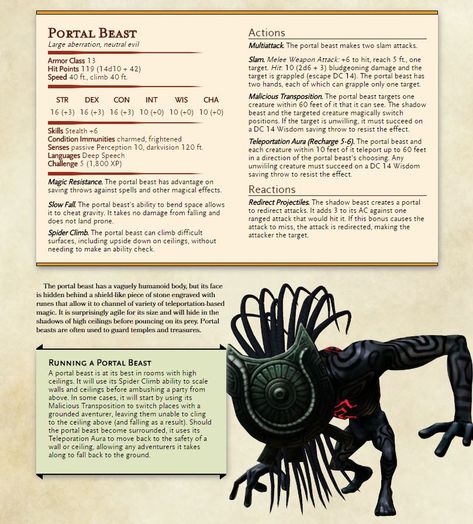 PORTAL BEAST
Large aberration, neutral evil
Armor Class 13
Hit Points 119 (14d10 + 42)
Speed 40 ft., climb 40 ft.
STR DEX CON INT WIS CHA
16 (+3) 16 (+3) 16 (+3) 10 (+0) 10 (+0) 10 (+0)
Skills Stealth +6
Condition Immunities charmed, frightened
Senses passive Perception 10, darkvision 120 ft.
Languages Deep Speech
Challenge 5 (1,800 XP)
Magic Resistance. The portal beast has advantage on
saving throws against spells and other magical effects.
Slow Fall. The portal beast's ability to bend space allows
it to cheat gravity. It takes no damage from falling and
does not land prone.
Spider Climb. The portal beast can climb difficult
surfaces, including upside down on ceilings, without
needing to make an ability check.
Actions
Multiattack. The portal beast makes two slam attacks.
Slam. Melee Weapon Attack: +6 to hit, reach 5 ft., one
target. Hit: 10 (2d6 + 3) bludgeoning damage and the
target is grappled (escape DC 14). The portal beast has
two hands, each of which can grapple only one target.
Malicious Transposition. The portal beast targets one
creature within 60 feet of it that it can see. The shadow
beast and the targeted creature magically switch
positions. If the target is unwilling, it must succeed on
a DC 14 Wisdom saving throw to resist the effect.
Teleportation Aura (Recharge 5-6). The portal beast and
each creature within 10 feet of it teleport up to 60 feet
in a direction of the portal beast's choosing. Any
unwililng creature must succeed on a DC 14 Wisdom
saving throw to resist the effect.
Reactions
Redirect Projectiles. The shadow beast creates a portal
to redirect attacks. It adds 3 to its AC against one
ranged attack that would hit it. If this bonus causes the
attack to miss, the attack is redirected, making the
attacker the target.
The portal beast has a vaguely humanoid body, but its face
is hidden behind a shield-like piece of stone engraved with
runes that allow it to channel of variety of teleportation-based
magic. It is surprisingly agile for its size and will hide in the
shadows of high ceilings before pouncing on its prey. Portal
beasts are often used to guard temples and treasures.
RUNNING A PORTAL BEAST
A portal beast is at its best in rooms with high
ceilings. It will use its Spider Climb ability to scale
walls and ceilings before ambushing a party from
above. In some cases, it will start by using its
Malicious Transposition to switch places with a
grounded aventurer, leaving them unable to cling
to the ceiling above (and falling as a result). Should
the portal beast become surrounded, it uses its
Teleporation Aura to move back to the safety of a
wall or ceiling, allowing any adventurers it takes
along to fall back to the ground.